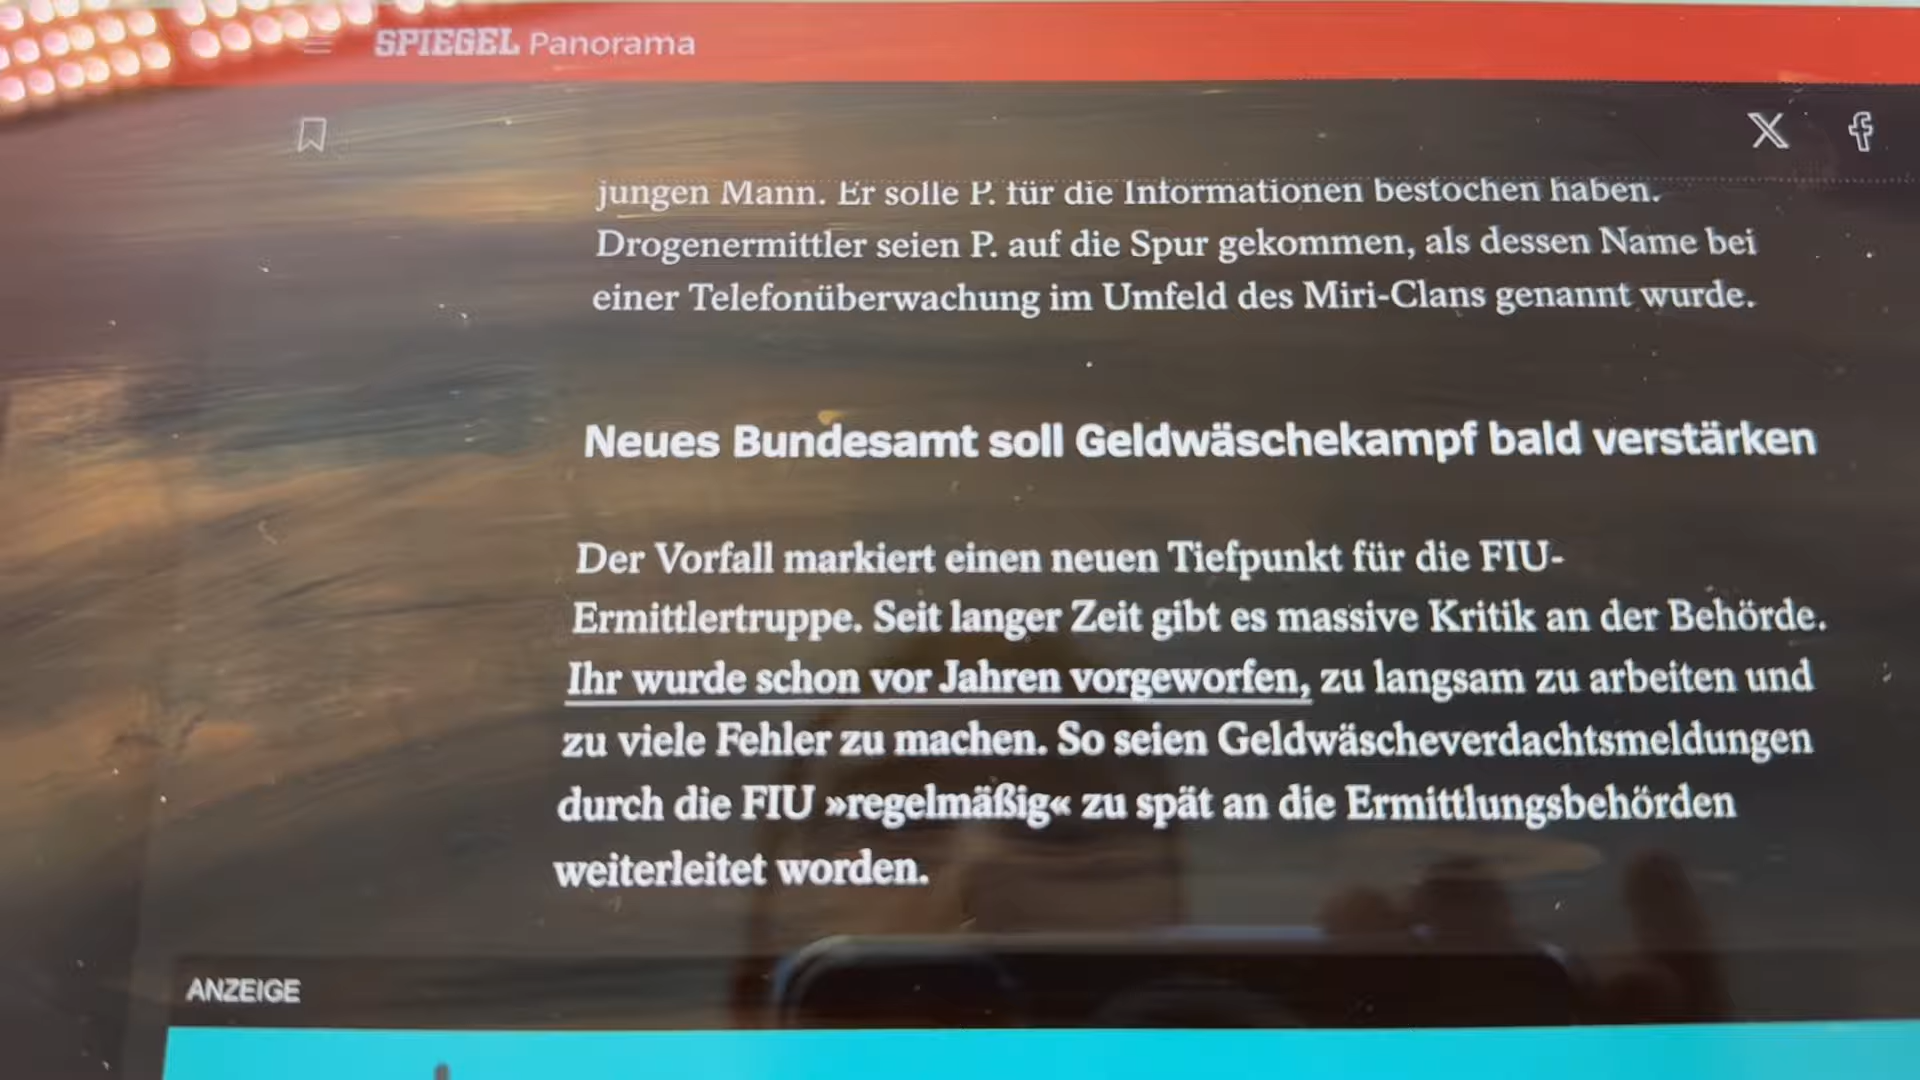 SPIEGEL Panorama
jungen Mann. Er solle P. für die Informationen bestochen haben.
Drogenermittler seien P. auf die Spur gekommen, als dessen Name bei
einer Telefonüberwachung im Umfeld des Miri-Clans genannt wurde.
Neues Bundesamt soll Geldwäschekampf bald verstärken
Der Vorfall markiert einen neuen Tiefpunkt für die FIU-
Ermittlertruppe. Seit langer Zeit gibt es massive Kritik an der Behörde.
Ihr wurde schon vor Jahren vorgeworfen, zu langsam zu arbeiten und
zu viele Fehler zu machen. So seien Geldwäscheverdachtsmeldungen
durch die FIU »regelmäßig« zu spät an die Ermittlungsbehörden
weiterleitet worden.
ANZEIGE